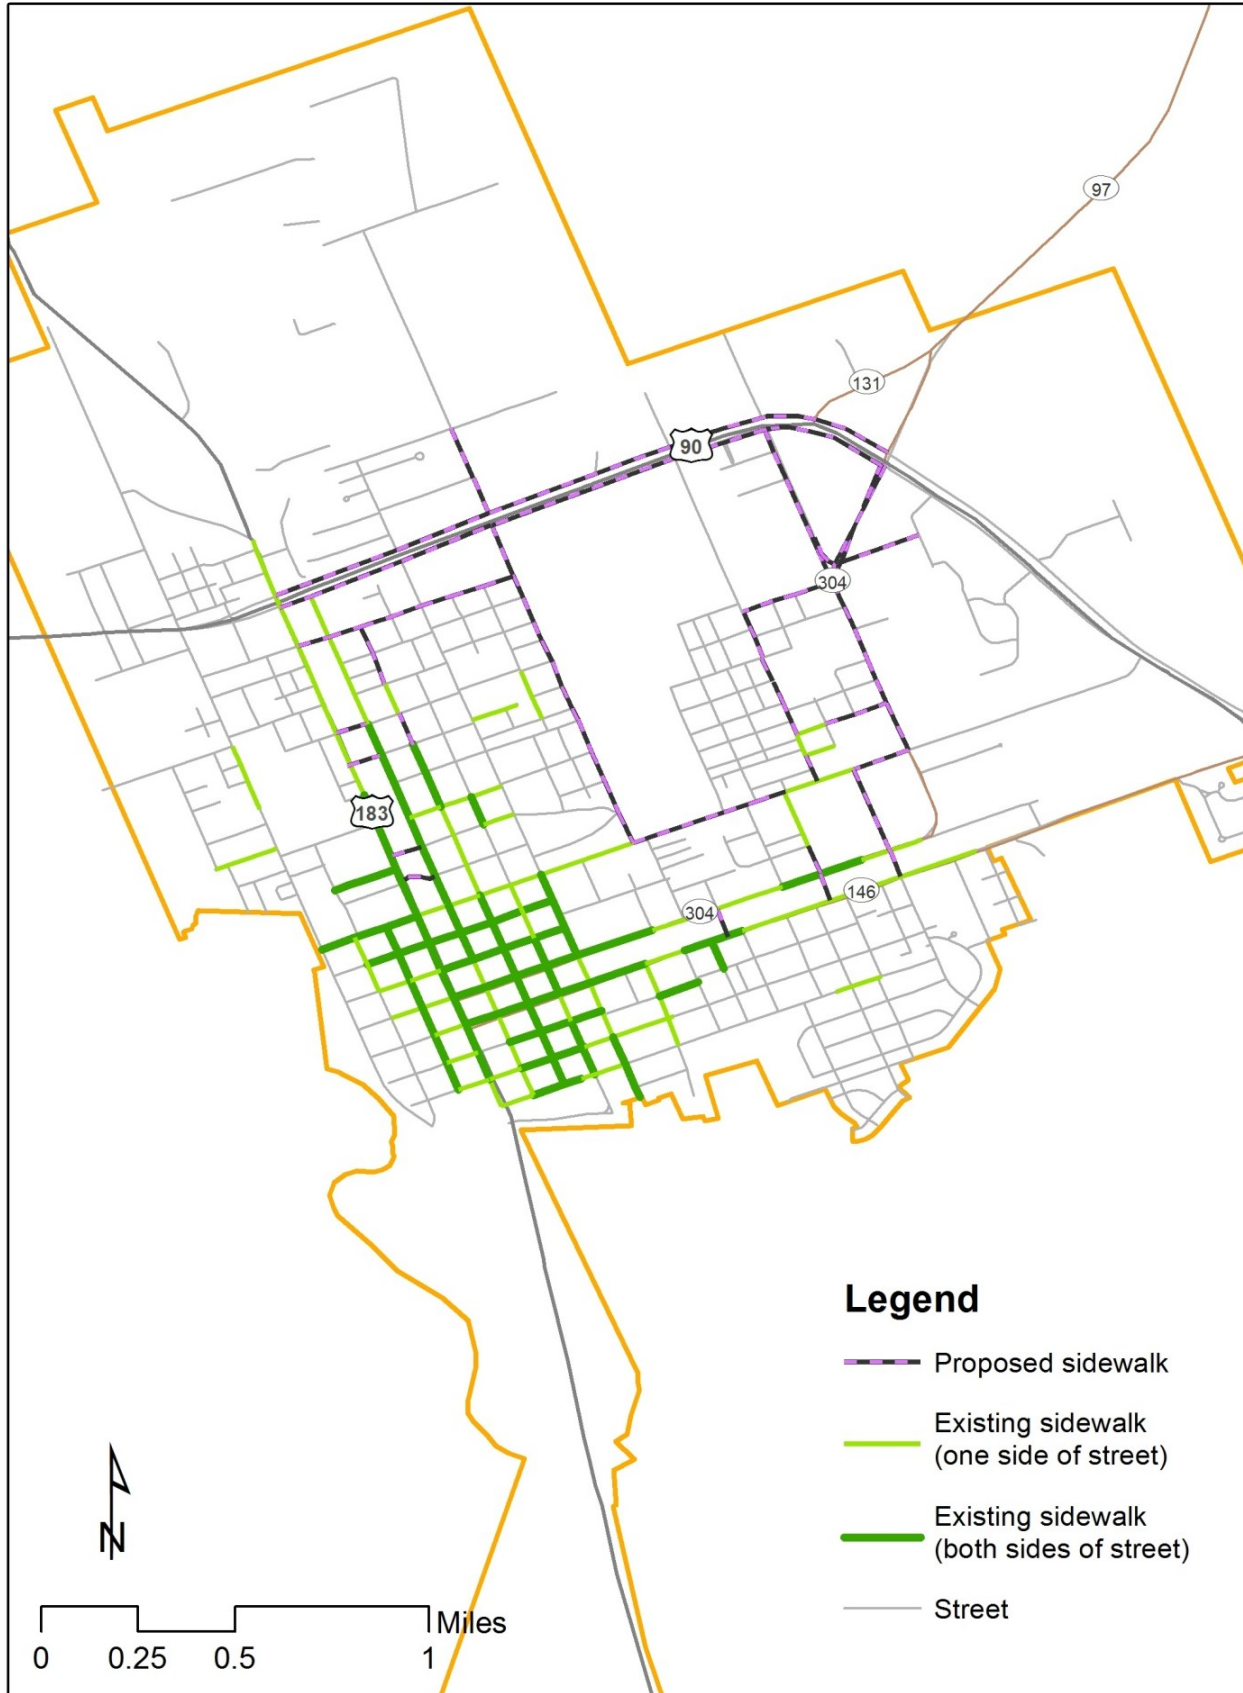 97
131
90
304
183
146
304
Legend
Proposed sidewalk
Existing sidewalk
(one side of street)
Existing sidewalk
(both sides of street)
Street
N
Miles
0 0.25 0.5 1